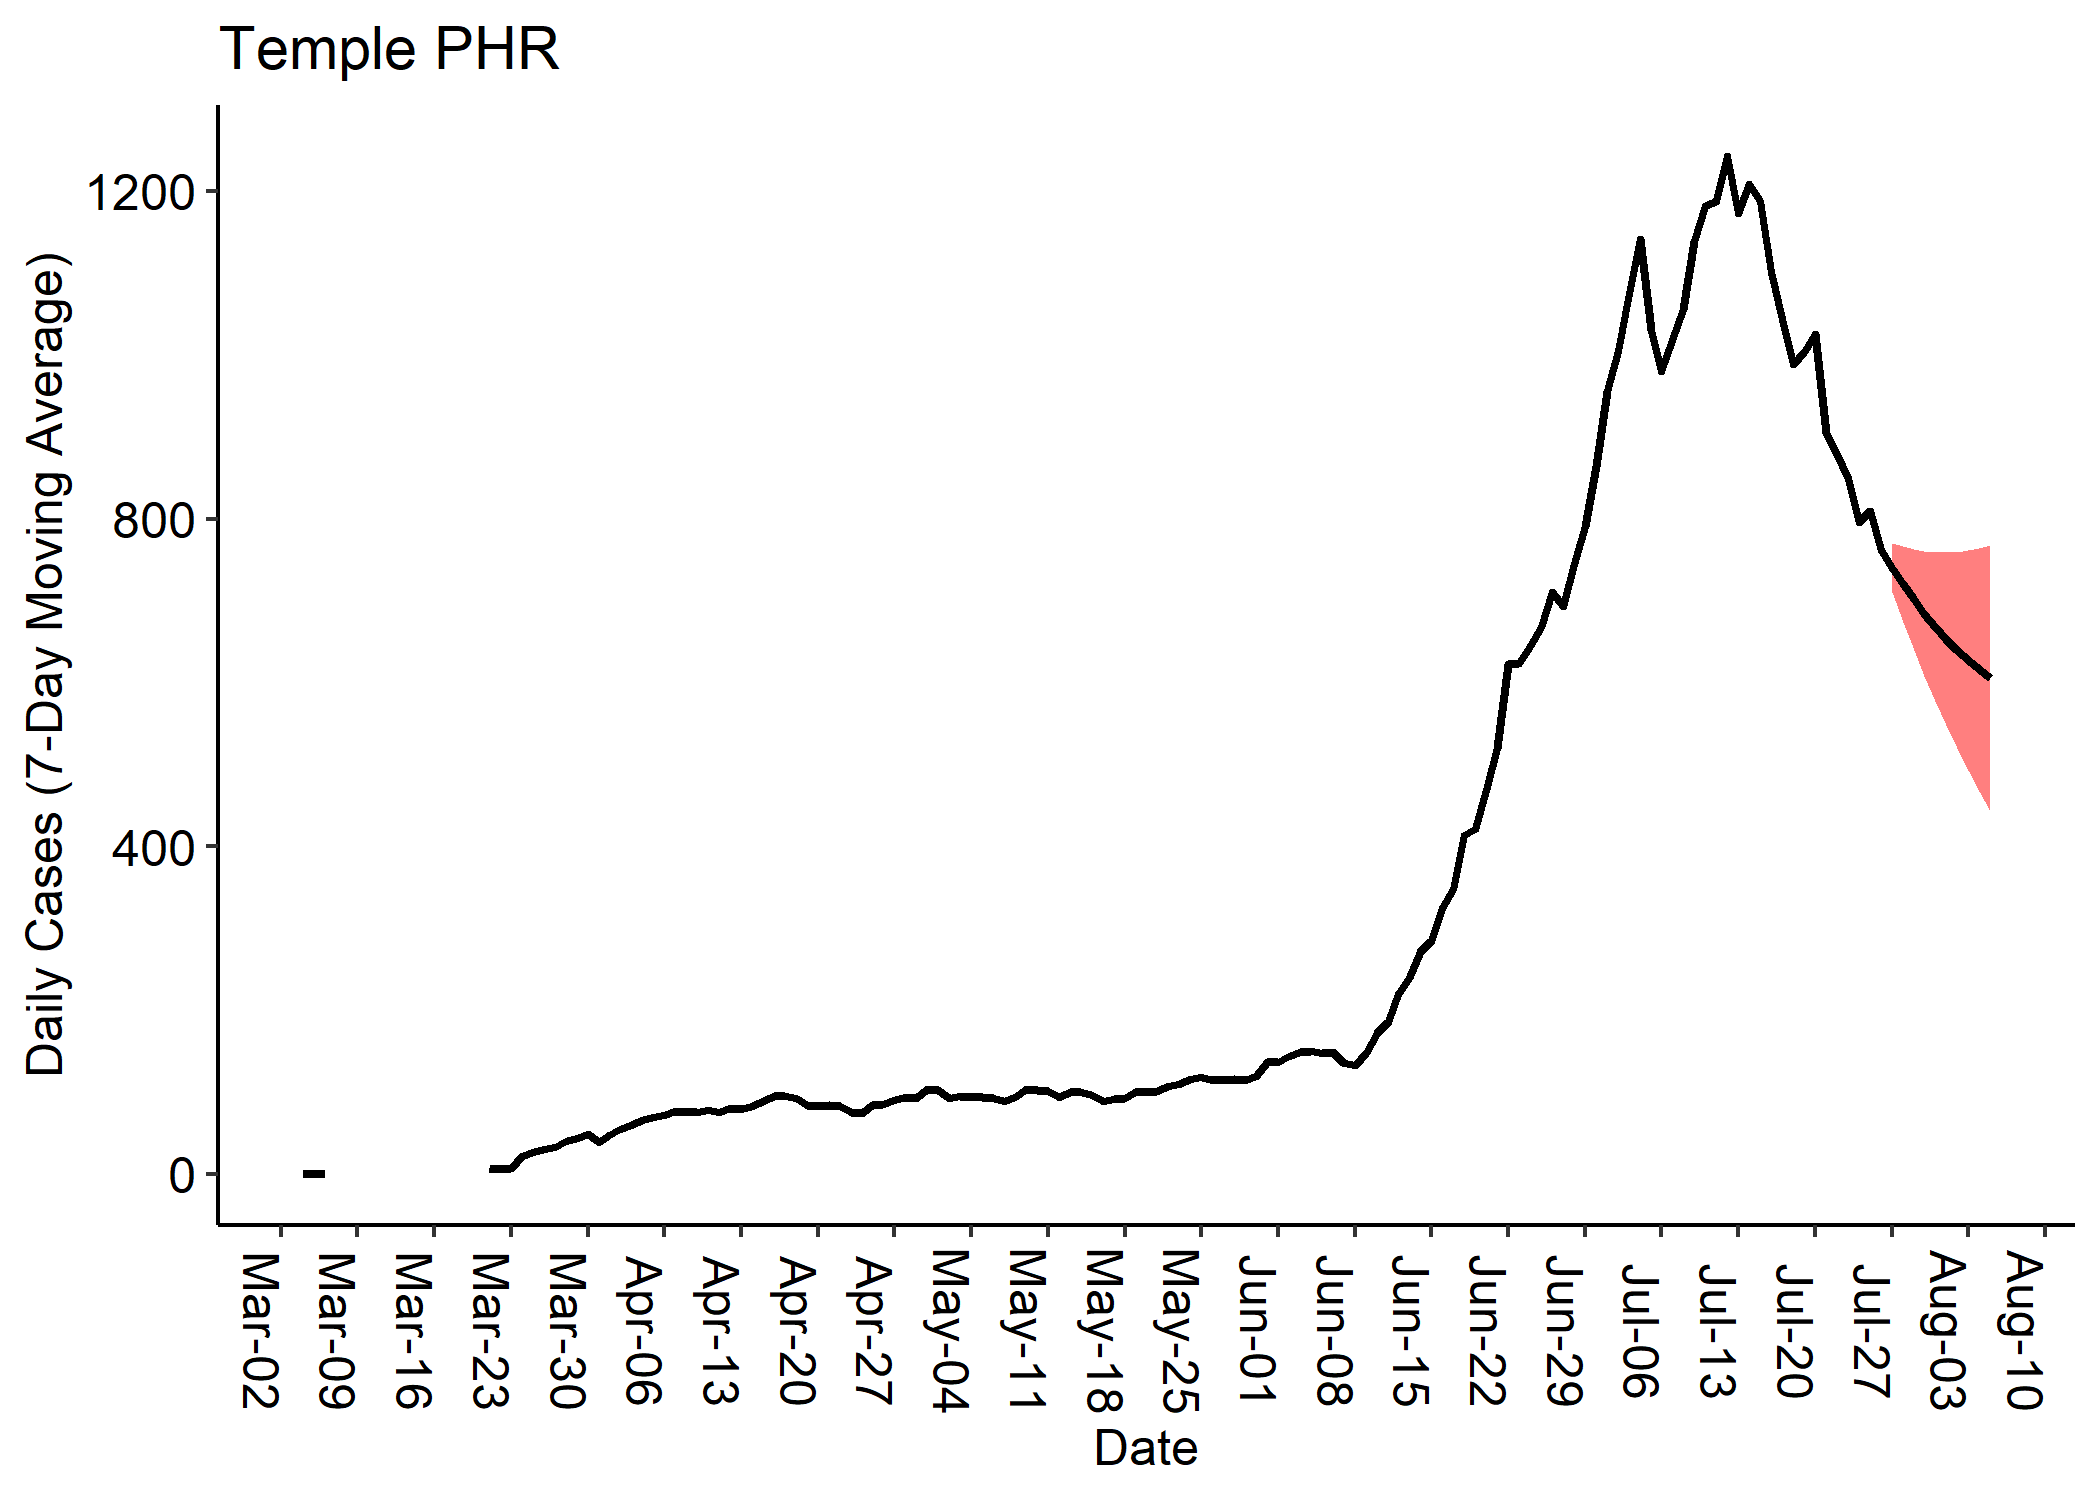 Temple PHR
Daily Cases (7-Day Moving Average)
1200
800
400
0
Mar-02
Mar-09
Mar-16
Mar-23
Mar-30
Apr-06
Apr-13
Apr-20
Apr-27
May-04
May-11
May-18
May-25
Jun-01
Jun-08
Jun-15
Jun-22
Jun-29
Jul-06
Jul-13
Jul-20
Jul-27
Aug-03
Aug-10
Date